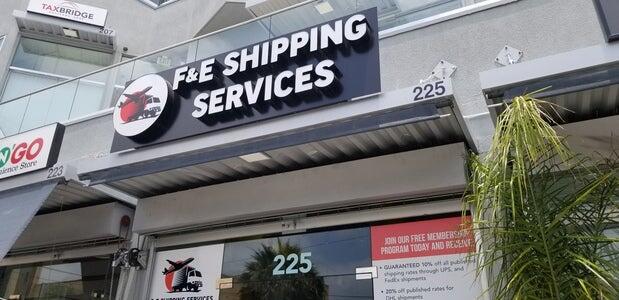 TAXBRIDGE
207
F&E SHIPPING
SERVICES
225
N'GO
Store
223
225
JOIN OUR FREE MEMBERSHIP
PROGRAM TODAY AND RECEIVE
• GUARANTEED 10% off all published
shipping rates through UPS, and
FedEx shipments
• 20% off published rates for
DHL shipments
SHIPPING SERVICES